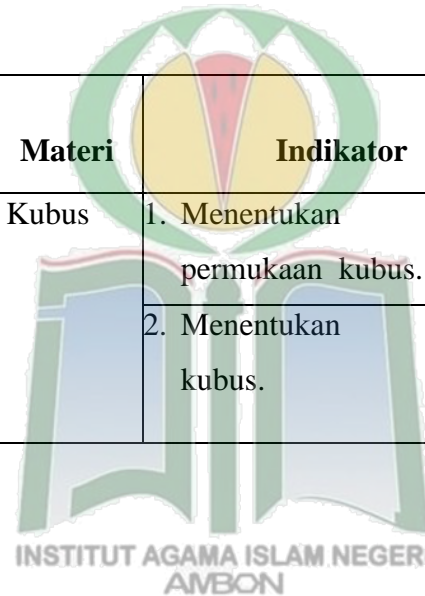 Materi Indikator
Kubus 1. Menentukan
permukaan kubus.
2. Menentukan
kubus.
INSTITUT AGAMA ISLAM NEGER
AMBON